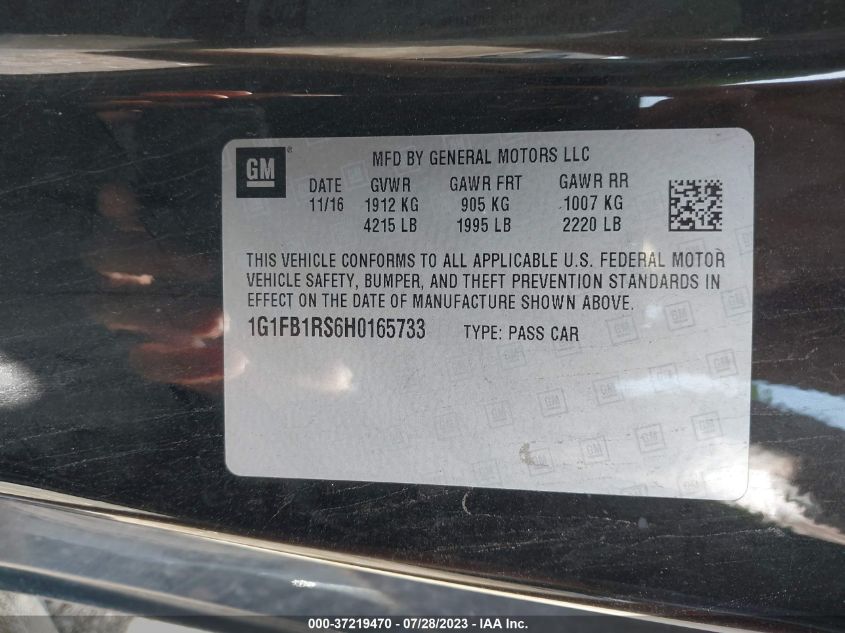 GM
MFD BY GENERAL MOTORS LLC
DATE GVWR GAWR FRT GAWR RR
11/16 1912 KG 905 KG 1007 KG
4215 LB 1995 LB 2220 LB
THIS VEHICLE CONFORMS TO ALL APPLICABLE U.S. FEDERAL MOTOR
VEHICLE SAFETY, BUMPER, AND THEFT PREVENTION STANDARDS IN
EFFECT ON THE DATE OF MANUFACTURE SHOWN ABOVE.
1G1FB1RS6H0165733 TYPE: PASS CAR
000-37219470 / 07/28/2023 - IAA Inc.